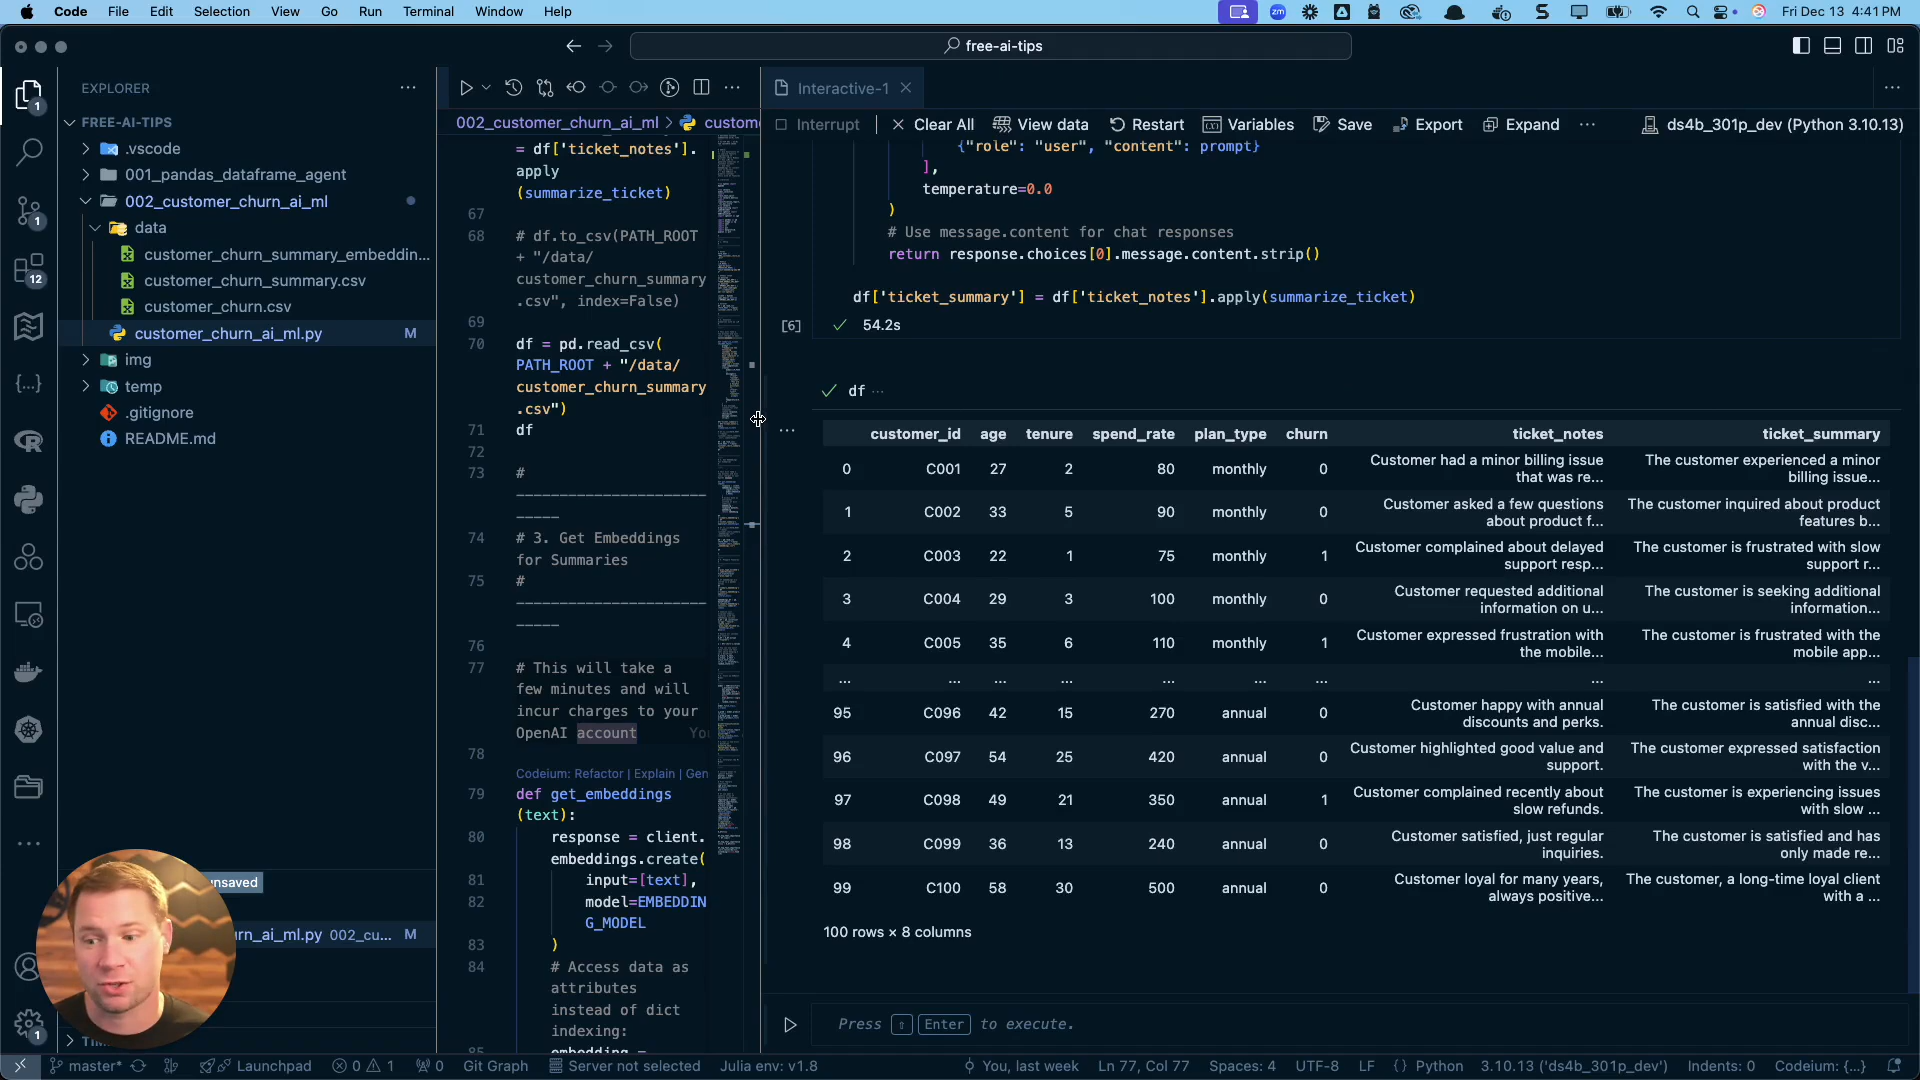 Code File Edit Selection View Go Run Terminal Window Help
Fri Dec 13 4:41 PM
free-ai-tips
EXPLORER
FREE-AI-TIPS
.vscode
001_pandas_dataframe_agent
002_customer_churn_ai_ml
data
customer_churn_summary_embeddin...
customer_churn_summary.csv
customer_churn.csv
customer_churn_ai_ml.py M
img
temp
.gitignore
README.md
1
1
12
nsaved
rn_ai_ml.py 002_cu... M
1
002_customer_churn_ai_ml > custom
= df['ticket_notes'].
apply
(summarize_ticket)
67
68 # df.to_csv(PATH_ROOT
+ "/data/
customer_churn_summary
.csv", index=False)
69
70 df = pd.read_csv(
PATH_ROOT + "/data/
customer_churn_summary
.csv")
71 df
72
73 #
-----------------------
-----
74 # 3. Get Embeddings
for Summaries
75 #
-----------------------
-----
76
77 # This will take a
few minutes and will
incur charges to your
OpenAI account You
78
Codeium: Refactor | Explain | Gen
79 def get_embeddings
(text):
80 response = client.
embeddings.create(
81 input=[text],
82 model=EMBEDDIN
G_MODEL
83 )
84 # Access data as
attributes
instead of dict
indexing:
85 embedding =
Interactive-1
Interrupt Clear All View data Restart Variables Save Export Expand ds4b_301p_dev (Python 3.10.13)
{"role": "user", "content": prompt}
],
temperature=0.0
)
# Use message.content for chat responses
return response.choices[0].message.content.strip()
df['ticket_summary'] = df['ticket_notes'].apply(summarize_ticket)
[6] 54.2s
df ...
customer_id age tenure spend_rate plan_type churn ticket_notes ticket_summary
0 C001 27 2 80 monthly 0 Customer had a minor billing issue that was re... The customer experienced a minor billing issue...
1 C002 33 5 90 monthly 0 Customer asked a few questions about product f... The customer inquired about product features b...
2 C003 22 1 75 monthly 1 Customer complained about delayed support resp... The customer is frustrated with slow support r...
3 C004 29 3 100 monthly 0 Customer requested additional information on u... The customer is seeking additional information...
4 C005 35 6 110 monthly 1 Customer expressed frustration with the mobile... The customer is frustrated with the mobile app...
... ... ... ... ... ... ... ... ...
95 C096 42 15 270 annual 0 Customer happy with annual discounts and perks. The customer is satisfied with the annual disc...
96 C097 54 25 420 annual 0 Customer highlighted good value and support. The customer expressed satisfaction with the v...
97 C098 49 21 350 annual 1 Customer complained recently about slow refunds. The customer is experiencing issues with slow ...
98 C099 36 13 240 annual 0 Customer satisfied, just regular inquiries. The customer is satisfied and has only made re...
99 C100 58 30 500 annual 0 Customer loyal for many years, always positive... The customer, a long-time loyal client with a ...
100 rows × 8 columns
Press ⇧ Enter to execute.
master* Launchpad 0 1 0 Git Graph Server not selected Julia env: v1.8 You, last week Ln 77, Col 77 Spaces: 4 UTF-8 LF {} Python 3.10.13 ('ds4b_301p_dev') Indents: 0 Codeium: {...}